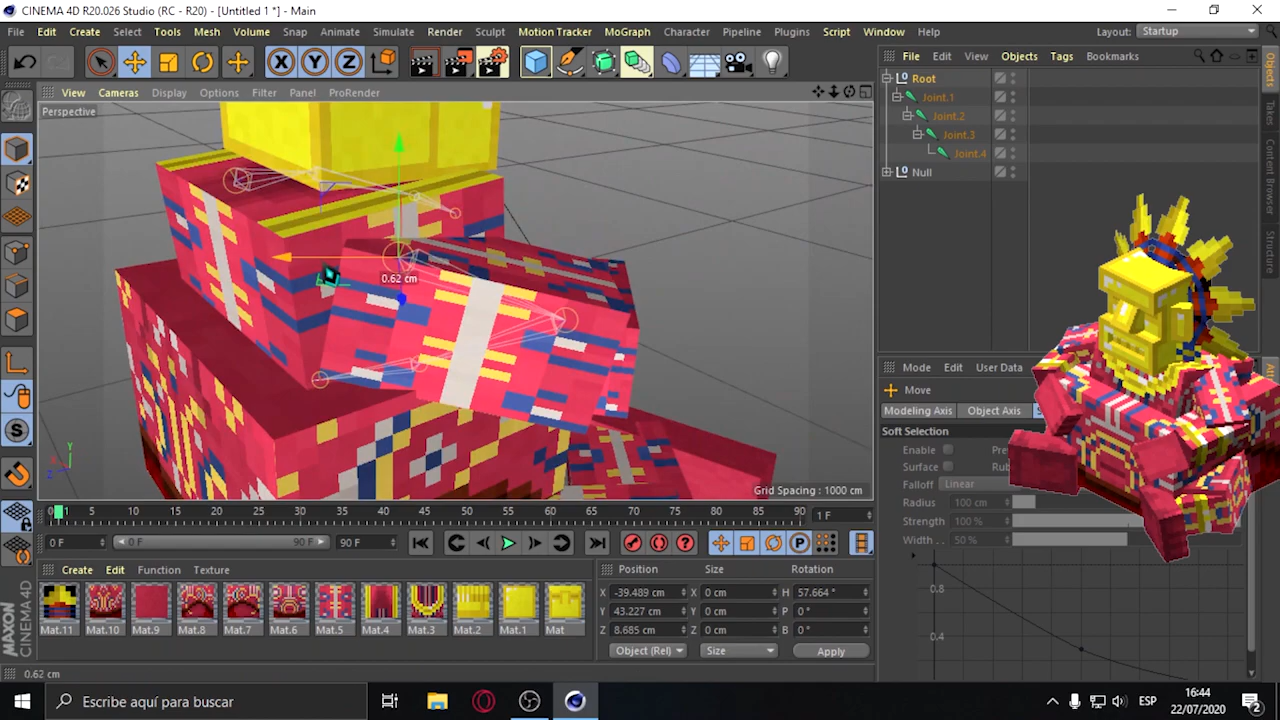 CINEMA 4D R20.026 Studio (RC - R20) - [Untitled 1 *] - Main
File Edit Create Select Tools Mesh Volume Snap Animate Simulate Render Sculpt Motion Tracker MoGraph Character Pipeline Plugins Script Window Help Layout: Startup
View Cameras Display Options Filter Panel ProRender
File Edit View Objects Tags Bookmarks
Perspective
Root
Joint.1
Joint.2
Joint.3
Joint.4
Null
Objects
Takes
Content Browser
Structure
0.62 cm
Grid Spacing : 1000 cm
Mode Edit User Data
Move
Modeling Axis Object Axis
Soft Selection
Enable
Surface
Falloff Linear
Radius 100 cm
Strength 100 %
Width . . 50 %
0.8
0.4
0 1 5 10 15 20 25 30 35 40 45 50 55 60 65 70 75 80 85 90 1 F
0 F 0 F 90 F 90 F
Create Edit Function Texture
Mat.11 Mat.10 Mat.9 Mat.8 Mat.7 Mat.6 Mat.5 Mat.4 Mat.3 Mat.2 Mat.1 Mat
Position Size Rotation
X -39.489 cm X 0 cm H 57.664 °
Y 43.227 cm Y 0 cm P 0 °
Z 8.685 cm Z 0 cm B 0 °
Object (Rel) Size Apply
MAXON
CINEMA 4D
0.62 cm
Escribe aquí para buscar
ESP
16:44
22/07/2020
2